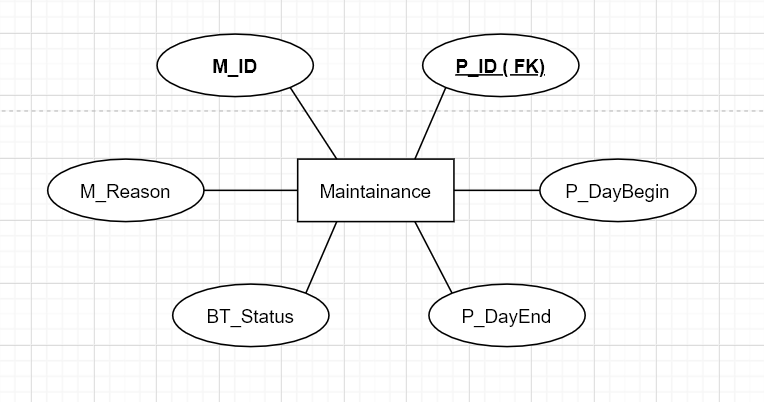 M_ID
P_ID ( FK)
M_Reason
Maintainance
P_DayBegin
BT_Status
P_DayEnd